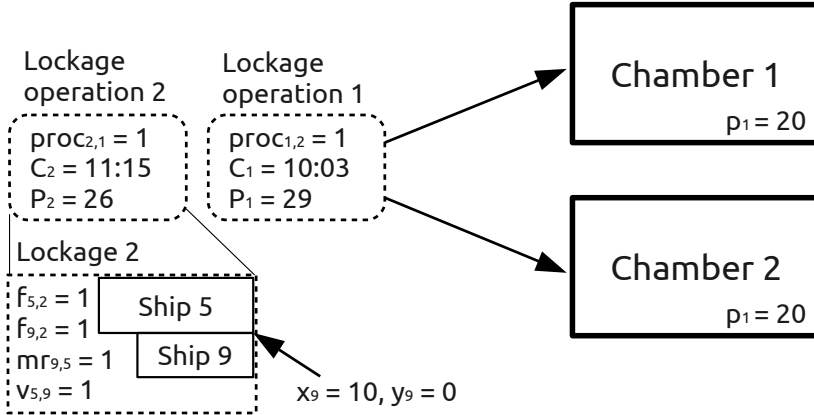 Lockage
operation 2
proc2,1 = 1
C2 = 11:15
P2 = 26
Lockage
operation 1
proc1,2 = 1
C1 = 10:03
P1 = 29
Chamber 1
p1 = 20
Chamber 2
p1 = 20
Lockage 2
f5,2 = 1
f9,2 = 1
mr9,5 = 1
v5,9 = 1
Ship 5
Ship 9
x9 = 10, y9 = 0